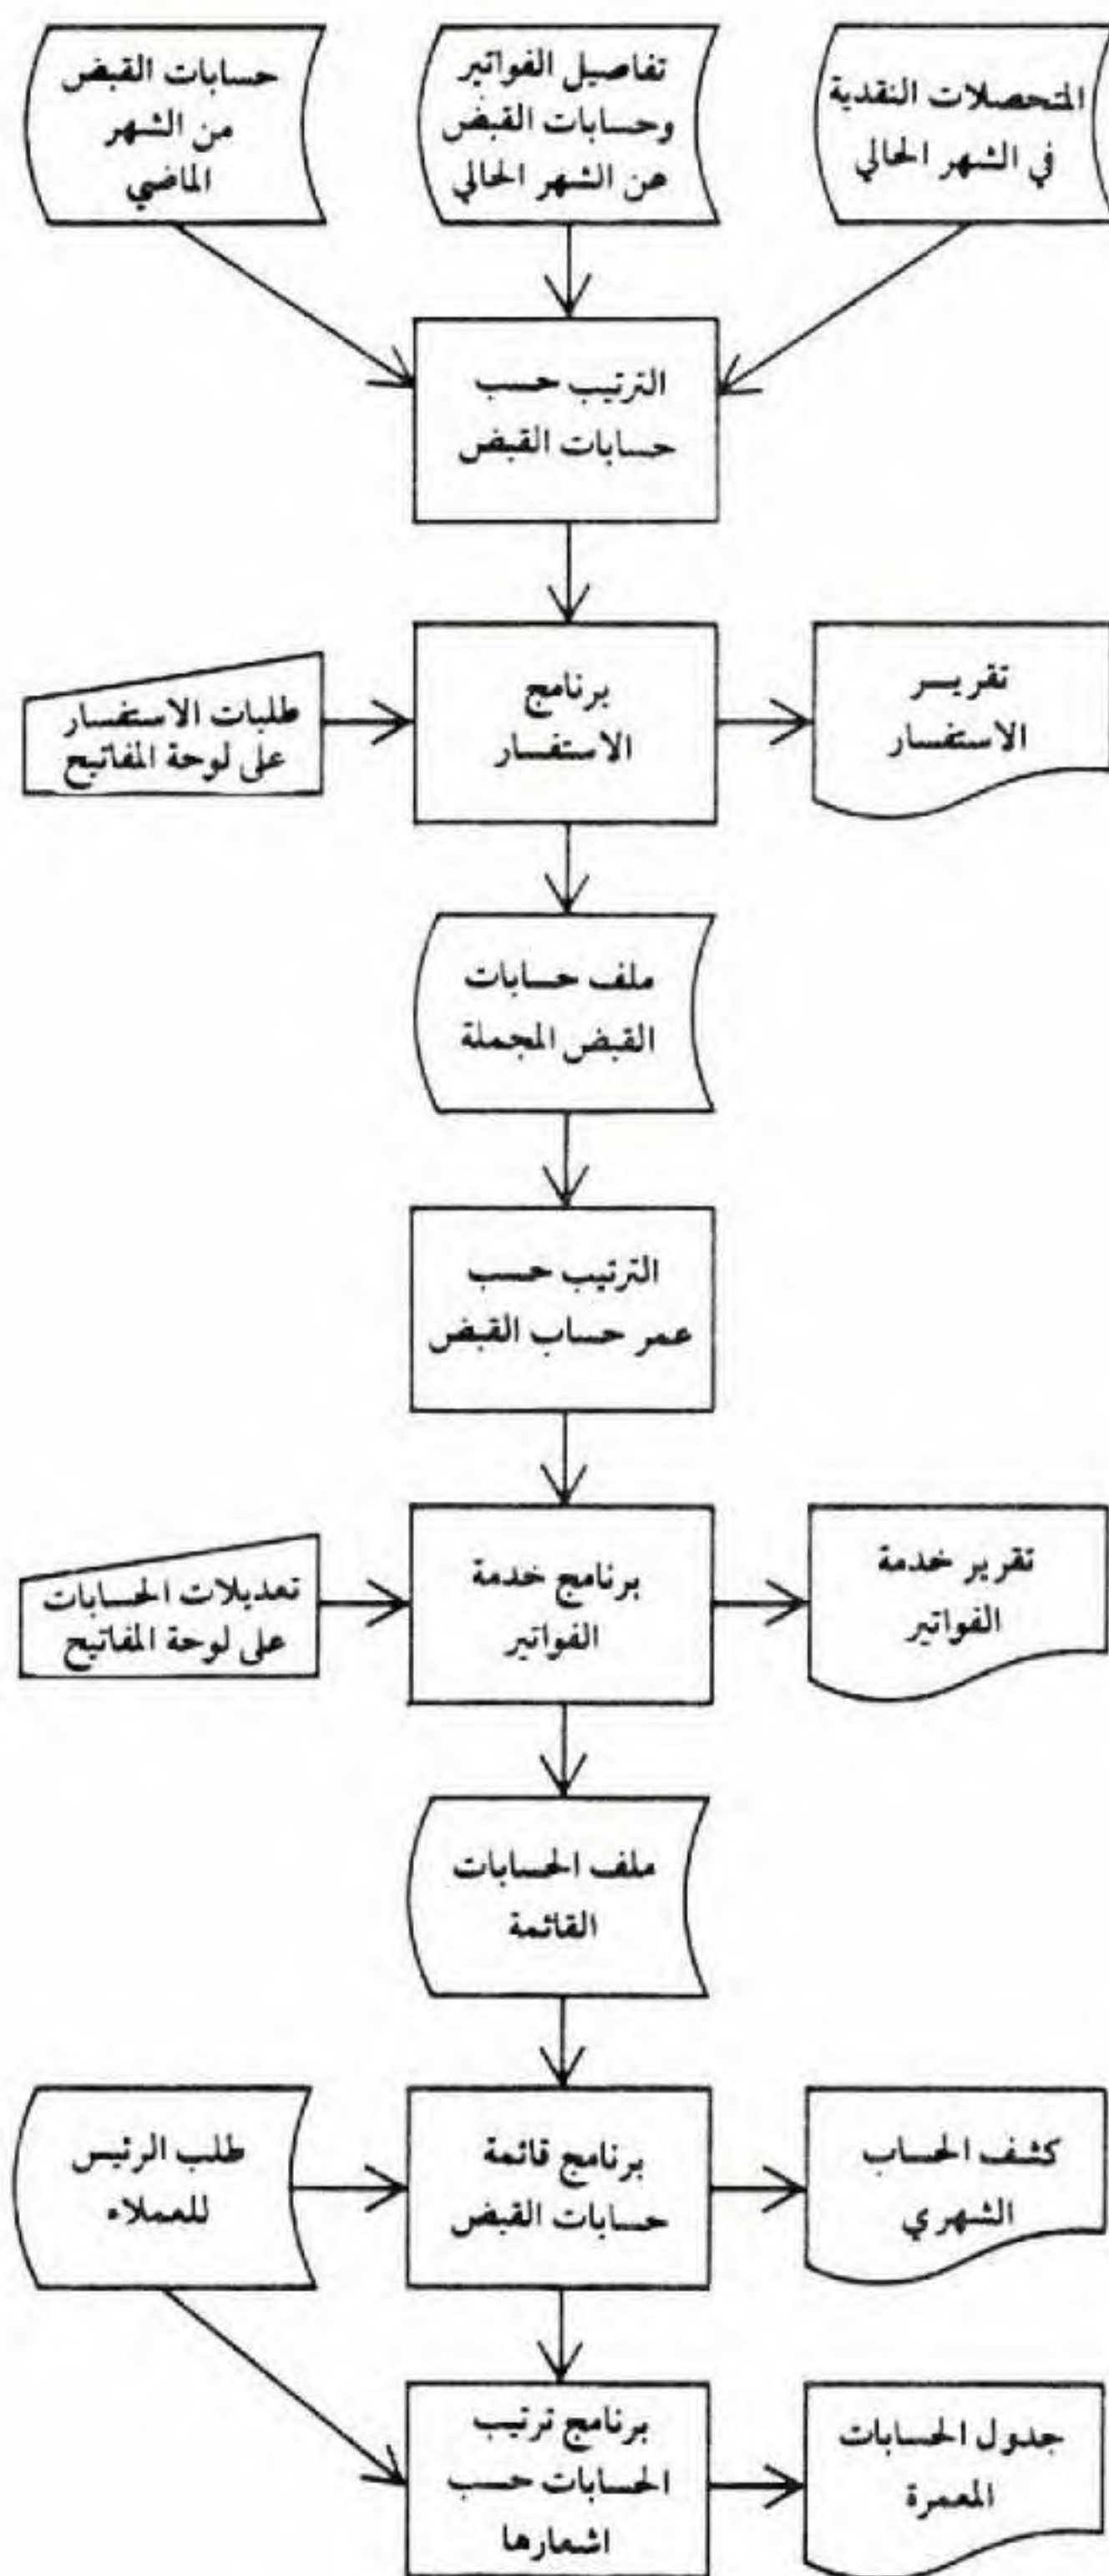 حسابات القبض
من الشهر
الماضي
تفاصيل الفواتير
وحسابات القبض
من الشهر الحالي
المتحصلات النقدية
في الشهر الحالي
الترتيب حسب
حسابات القبض
طلبات الاستفسار
على لوحة المفاتيح
برنامج
الاستفسار
تقرير
الاستفسار
ملف حسابات
القبض المجملة
الترتيب حسب
عمر حساب القبض
تعديلات الحسابات
على لوحة المفاتيح
برنامج خدمة
الفواتير
تقرير خدمة
الفواتير
ملف الحسابات
القائمة
طلب الرئيس
للعملاء
برنامج قائمة
حسابات القبض
كشف الحساب
الشهري
برنامج ترتيب
الحسابات حسب
اشعارها
جدول الحسابات
المعمرة